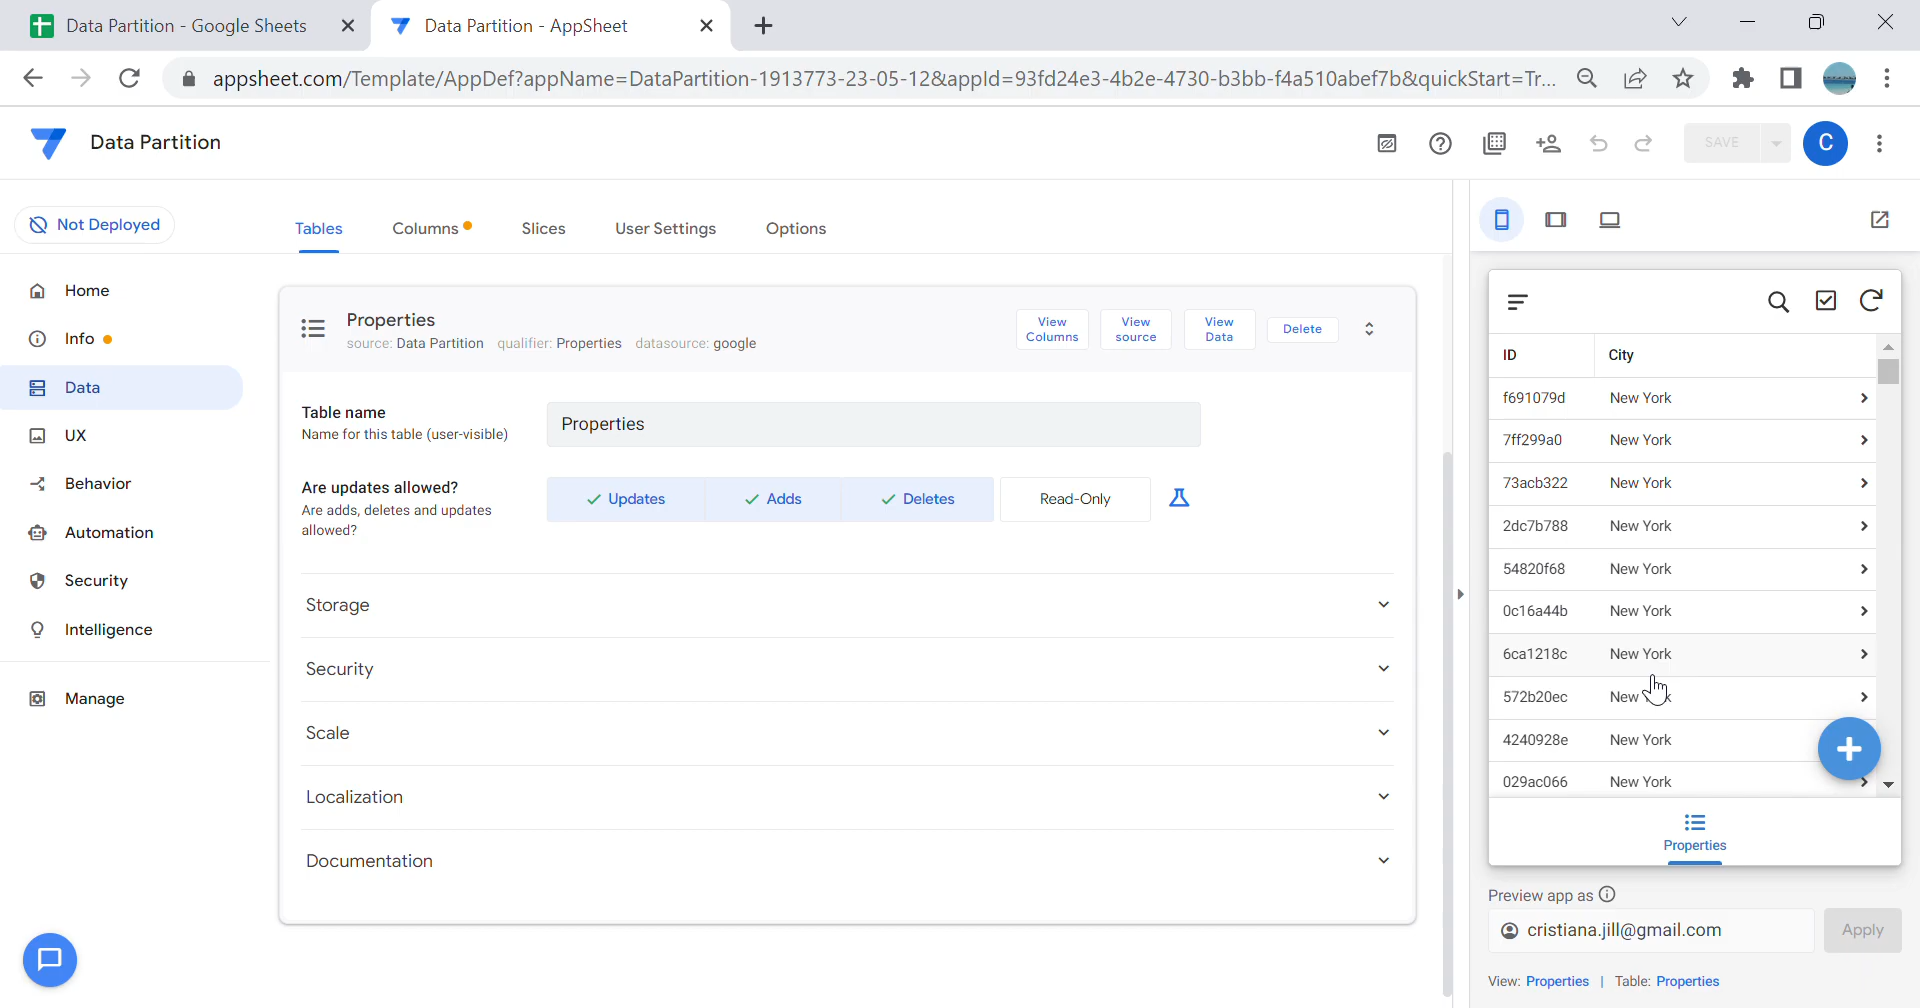 Data Partition - Google Sheets
Data Partition - AppSheet
appsheet.com/Template/AppDef?appName=DataPartition-1913773-23-05-12&appId=93fd24e3-4b2e-4730-b3bb-f4a510abef7b&quickStart=Tr...
Data Partition
SAVE
C
Not Deployed
Tables Columns Slices User Settings Options
Home
Info
Data
UX
Behavior
Automation
Security
Intelligence
Manage
Properties
source: Data Partition qualifier: Properties datasource: google
View Columns
View source
View Data
Delete
Table name
Name for this table (user-visible)
Properties
Are updates allowed?
Are adds, deletes and updates
allowed?
Updates Adds Deletes Read-Only
Storage
Security
Scale
Localization
Documentation
ID City
f691079d New York
7ff299a0 New York
73acb322 New York
2dc7b788 New York
54820f68 New York
0c16a44b New York
6ca1218c New York
572b20ec New York
4240928e New York
029ac066 New York
Properties
Preview app as
cristiana.jill@gmail.com
Apply
View: Properties | Table: Properties